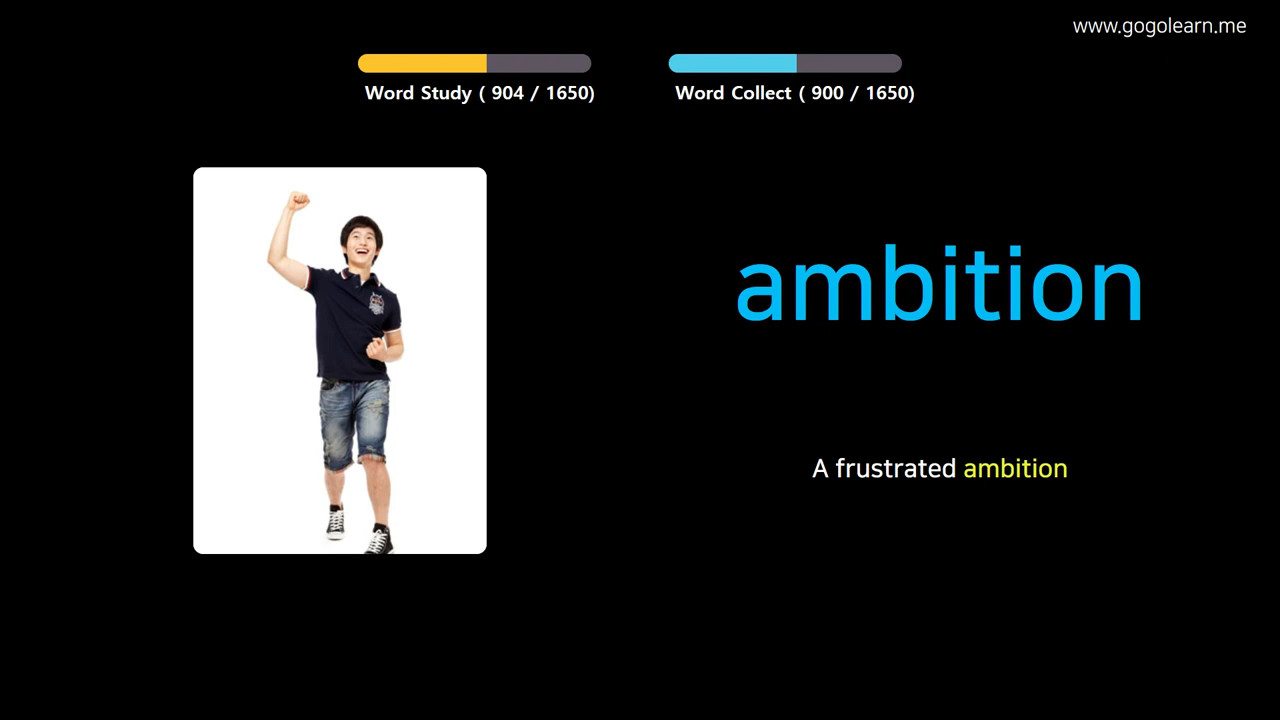 www.gogolearn.me
Word Study ( 904 / 1650)
Word Collect ( 900 / 1650)
ambition
A frustrated ambition